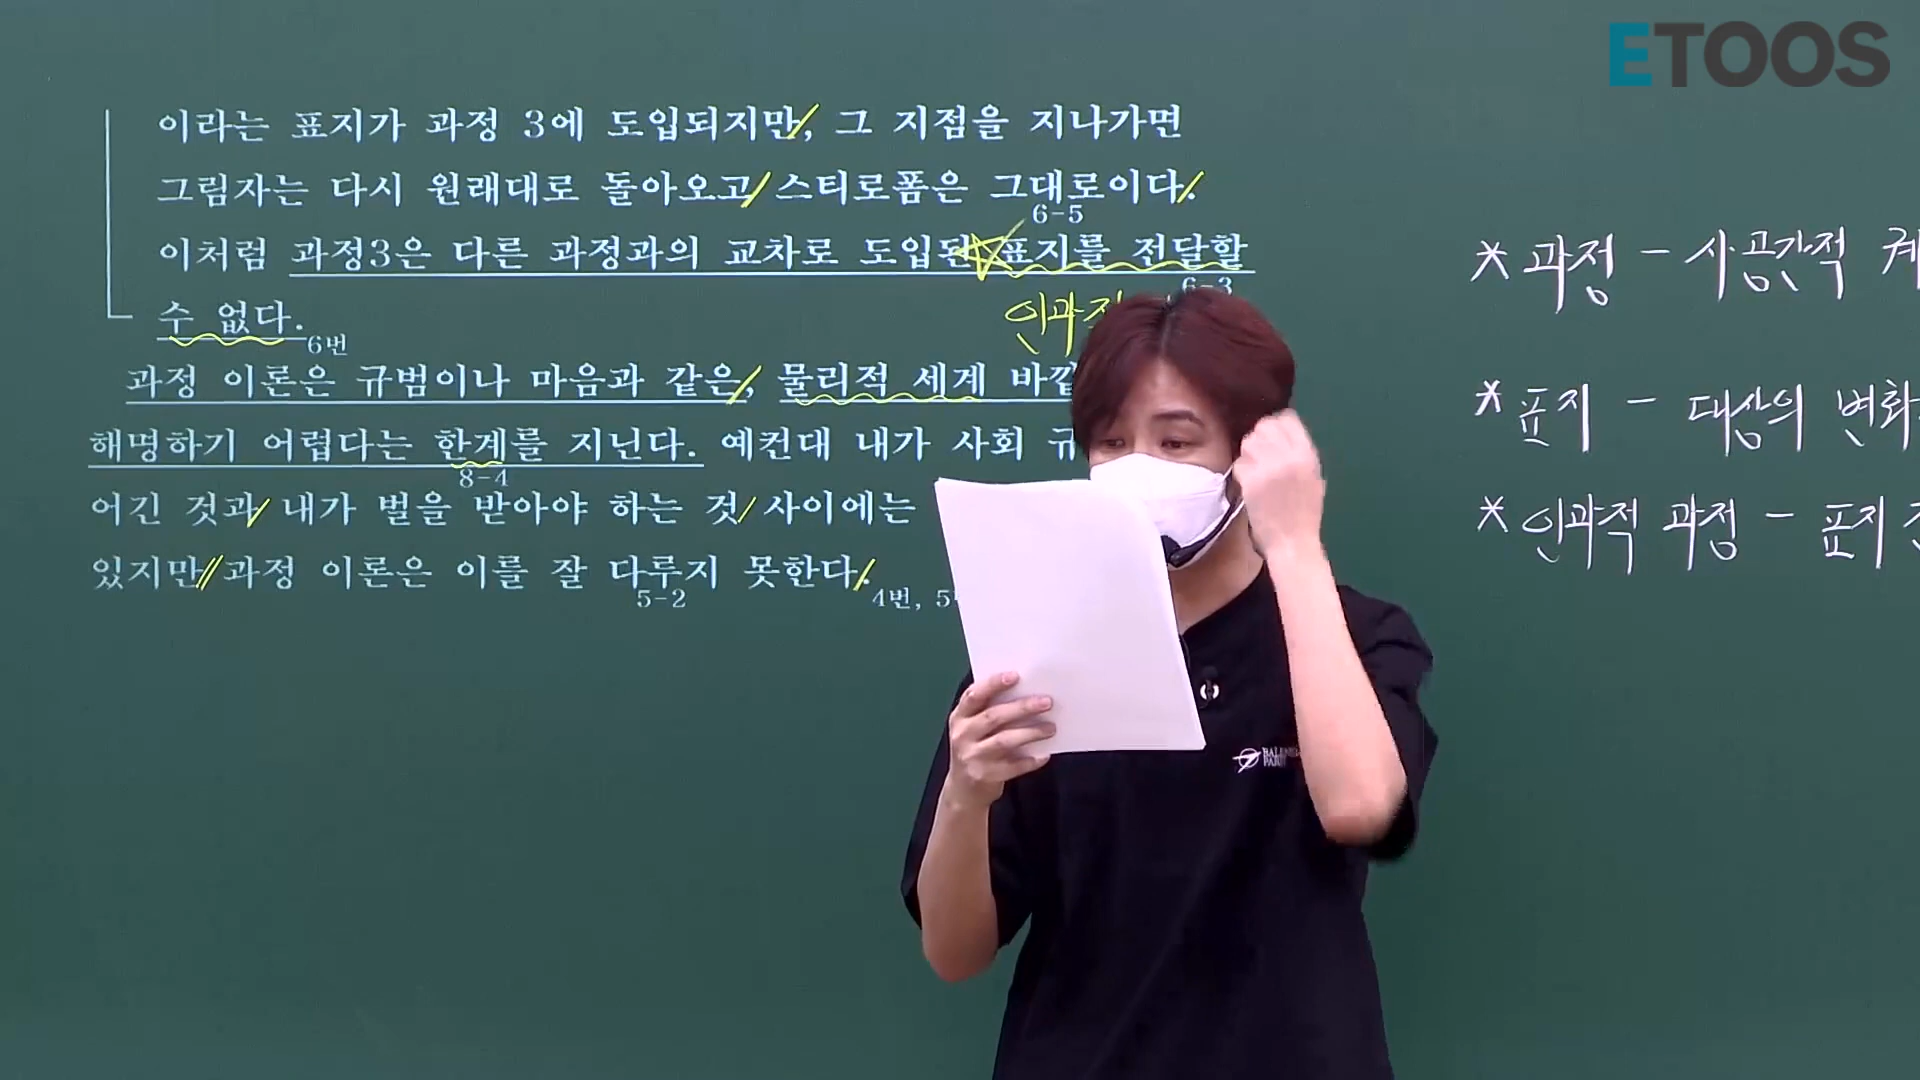 ETOOS
이라는 표지가 과정 3에 도입되지만, 그 지점을 지나가면
그림자는 다시 원래대로 돌아오고 스티로폼은 그대로이다.
6-5
이처럼 과정3은 다른 과정과의 교차로 도입된 표지를 전달할
6-3
수 없다.
인과적
6번
과정 이론은 규범이나 마음과 같은, 물리적 세계 바깥
해명하기 어렵다는 한계를 지닌다. 예컨대 내가 사회 규
8-4
어긴 것과 내가 벌을 받아야 하는 것 사이에는
있지만 과정 이론은 이를 잘 다루지 못한다.
5-2
4번, 5
* 과정 - 시공간적
* 표지 - 대상의 변화
* 인과적 과정 - 표지